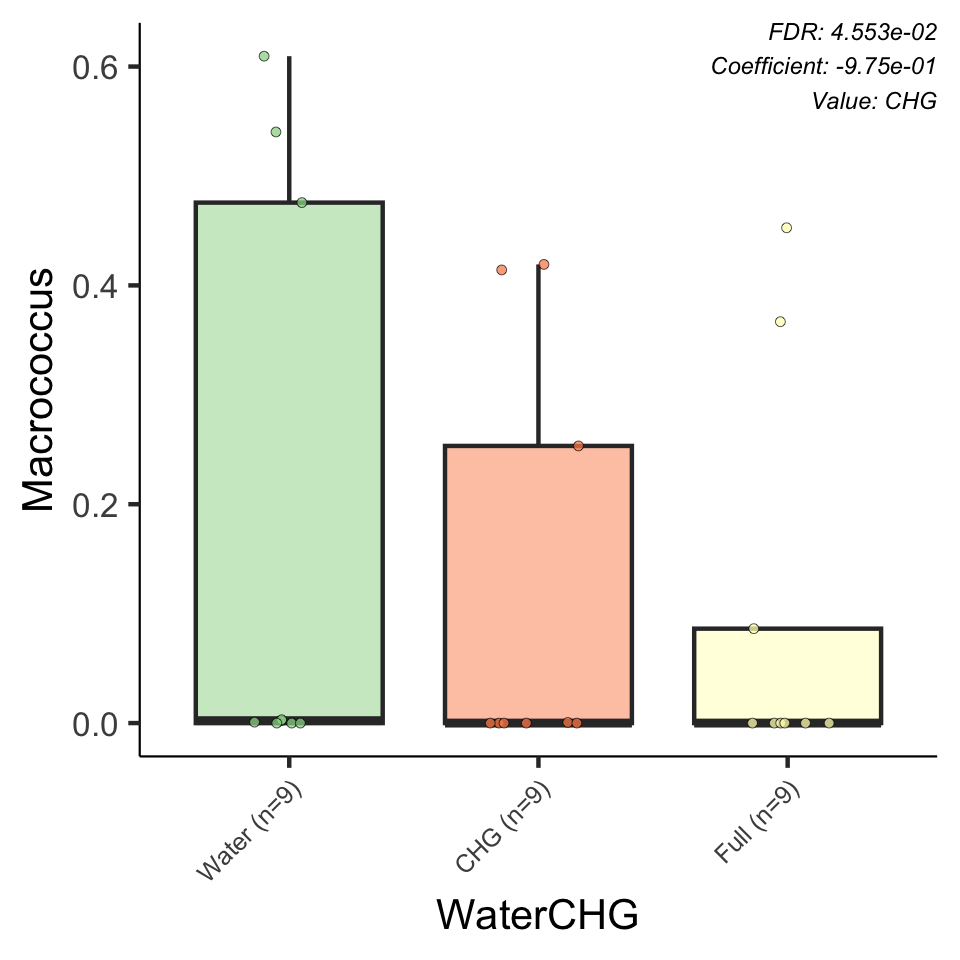 FDR: 4.553e-02
Coefficient: -9.75e-01
Value: CHG
Macrococcus
0.6
0.4
0.2
0.0
Water (n=9)
CHG (n=9)
Full (n=9)
WaterCHG